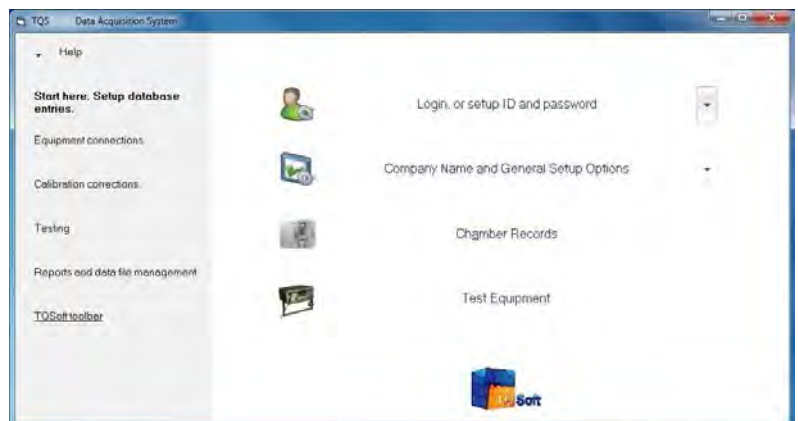 TQS Data Acquisition System
Help
Start here. Setup database
entries.
Equipment connections.
Calibration corrections.
Testing
Reports and data file management
TQSoft toolbar
Login, or setup ID and password
Company Name and General Setup Options
Chamber Records
Test Equipment
Soft